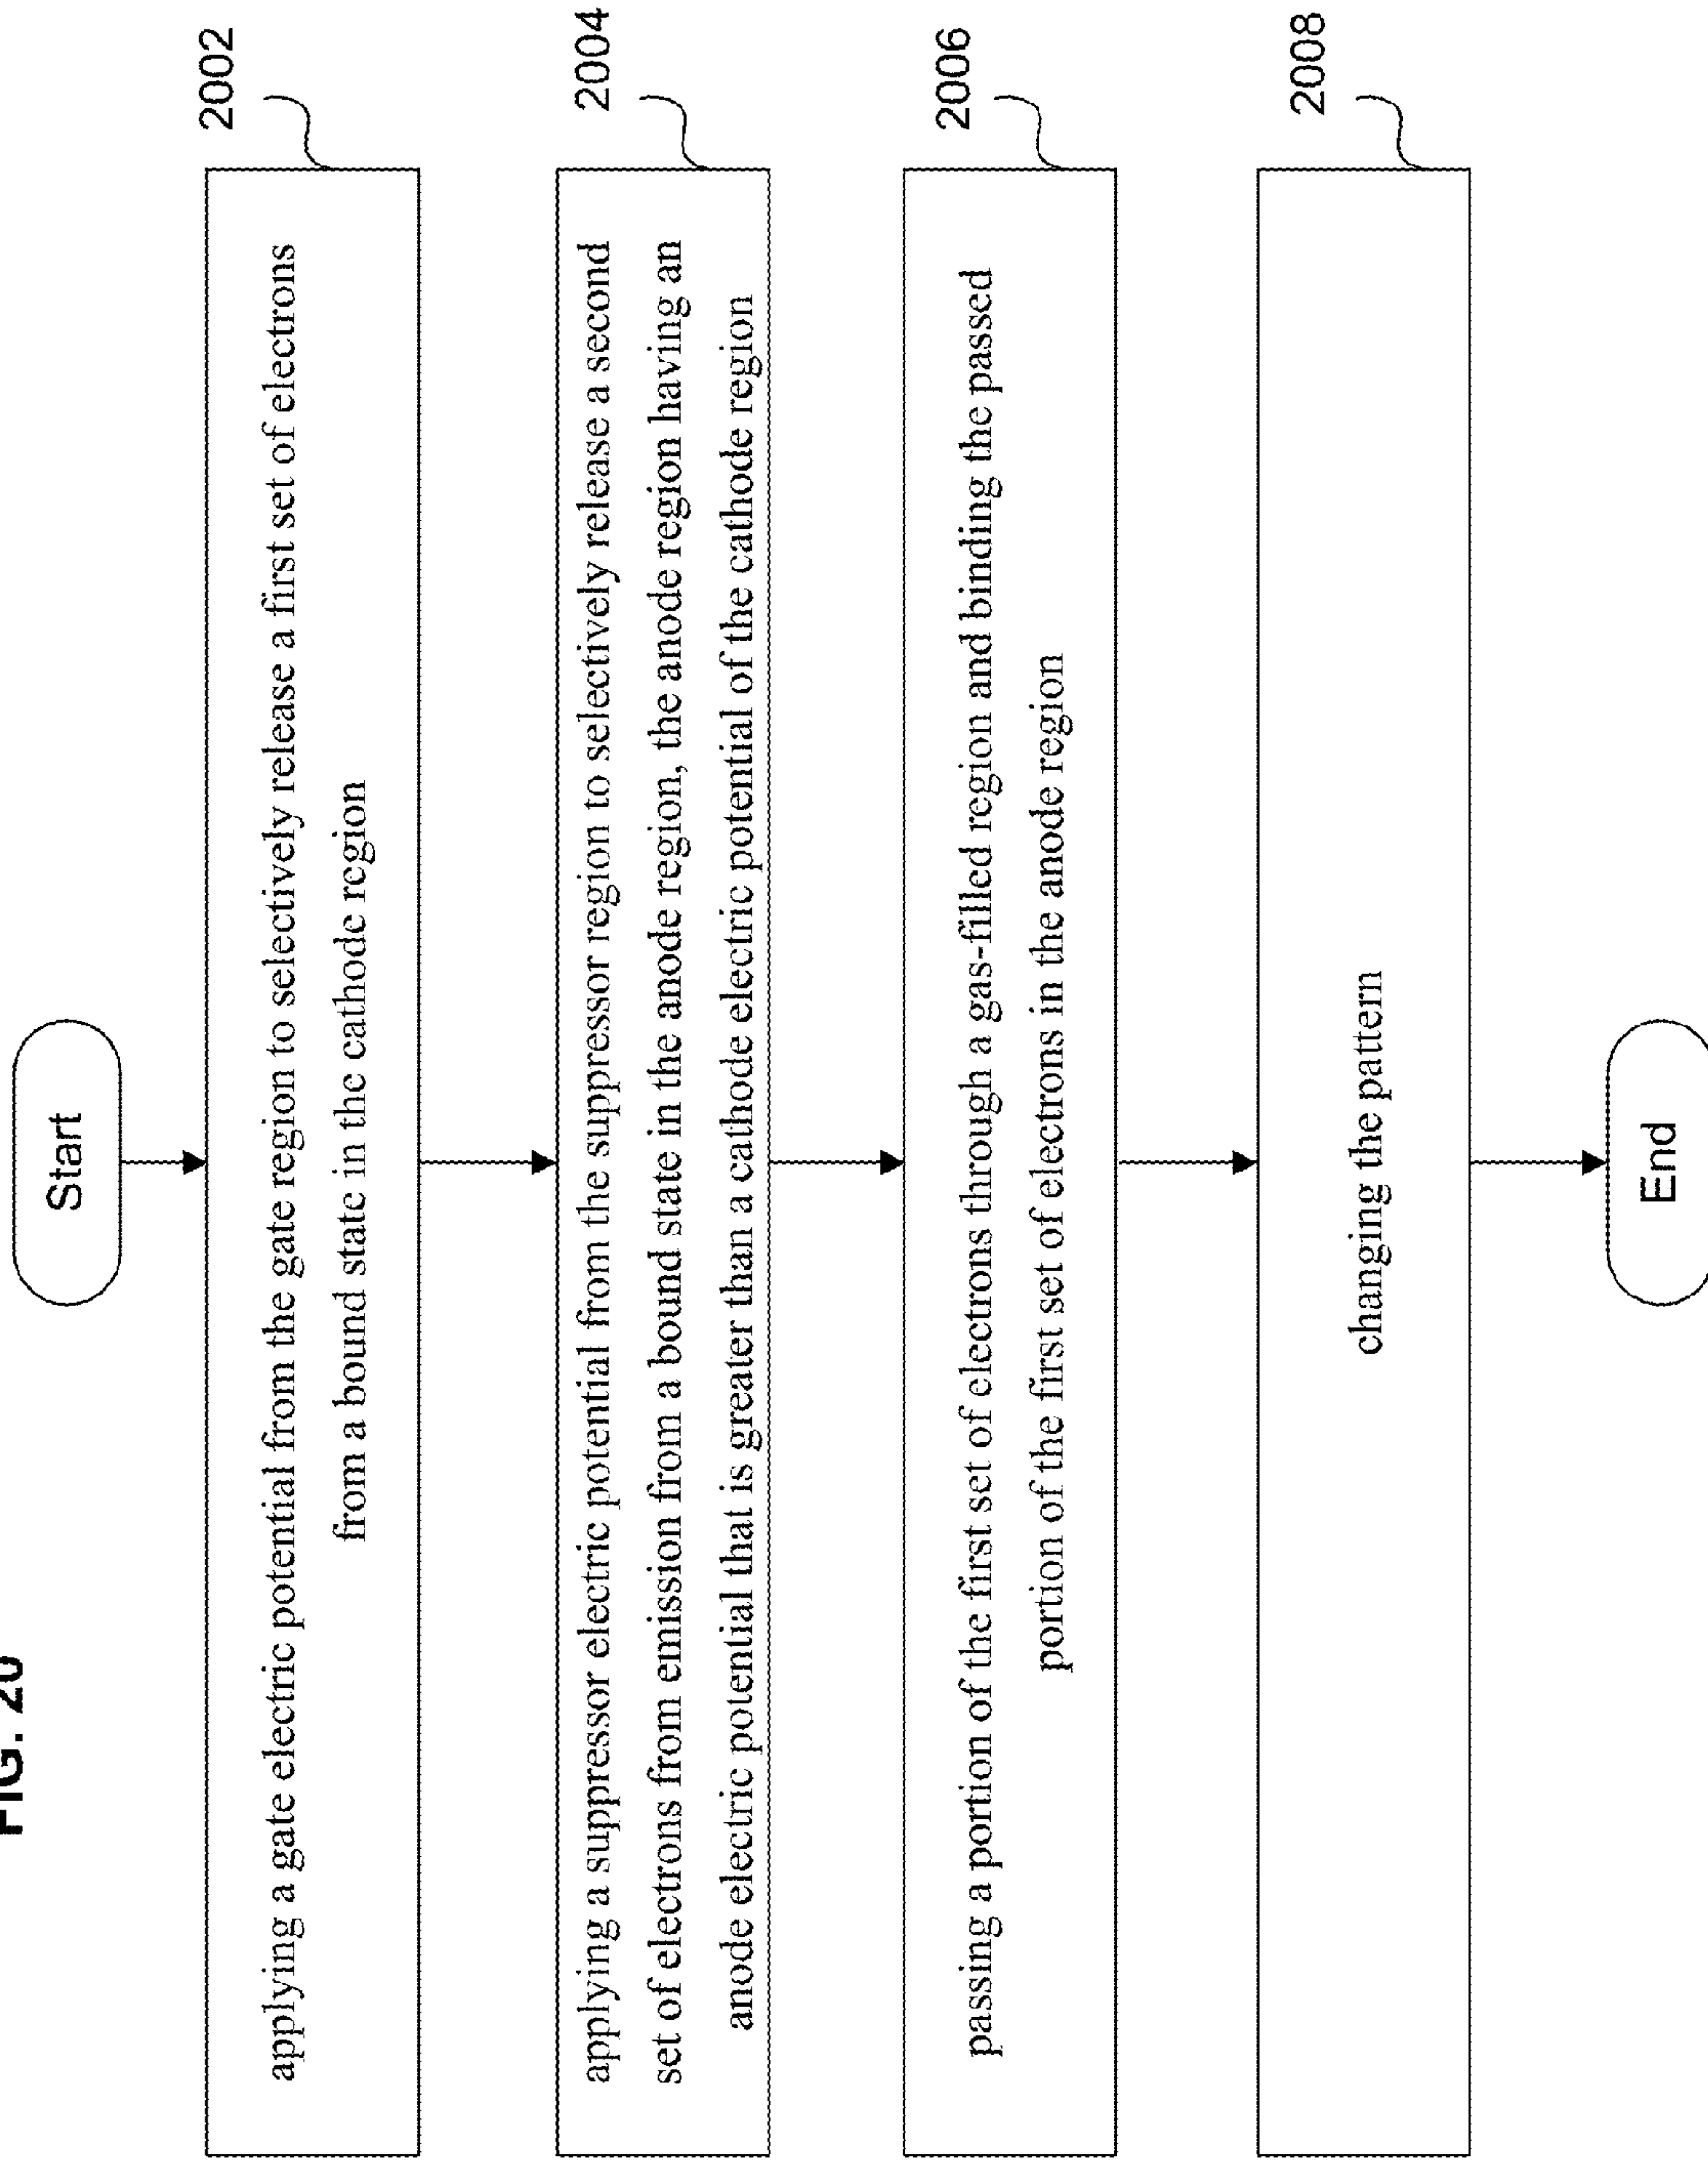 FIG. 20
Start
2002
applying a gate electric potential from the gate region to selectively release a first set of electrons
from a bound state in the cathode region
2004
applying a suppressor electric potential from the suppressor region to selectively release a second
set of electrons from emission from a bound state in the anode region, the anode region having an
anode electric potential that is greater than a cathode electric potential of the cathode region
2006
passing a portion of the first set of electrons through a gas-filled region and binding the passed
portion of the first set of electrons in the anode region
2008
changing the pattern
End